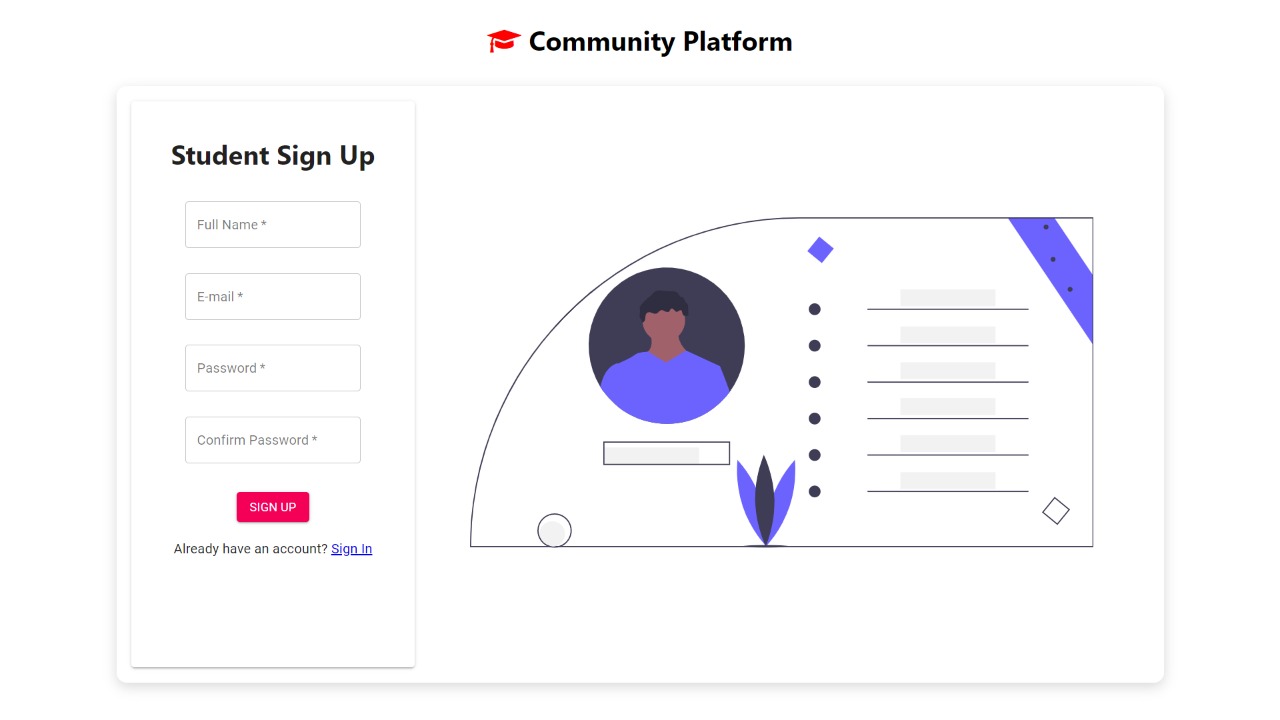 Community Platform
Student Sign Up
Full Name *
E-mail *
Password *
Confirm Password *
SIGN UP
Already have an account? Sign In